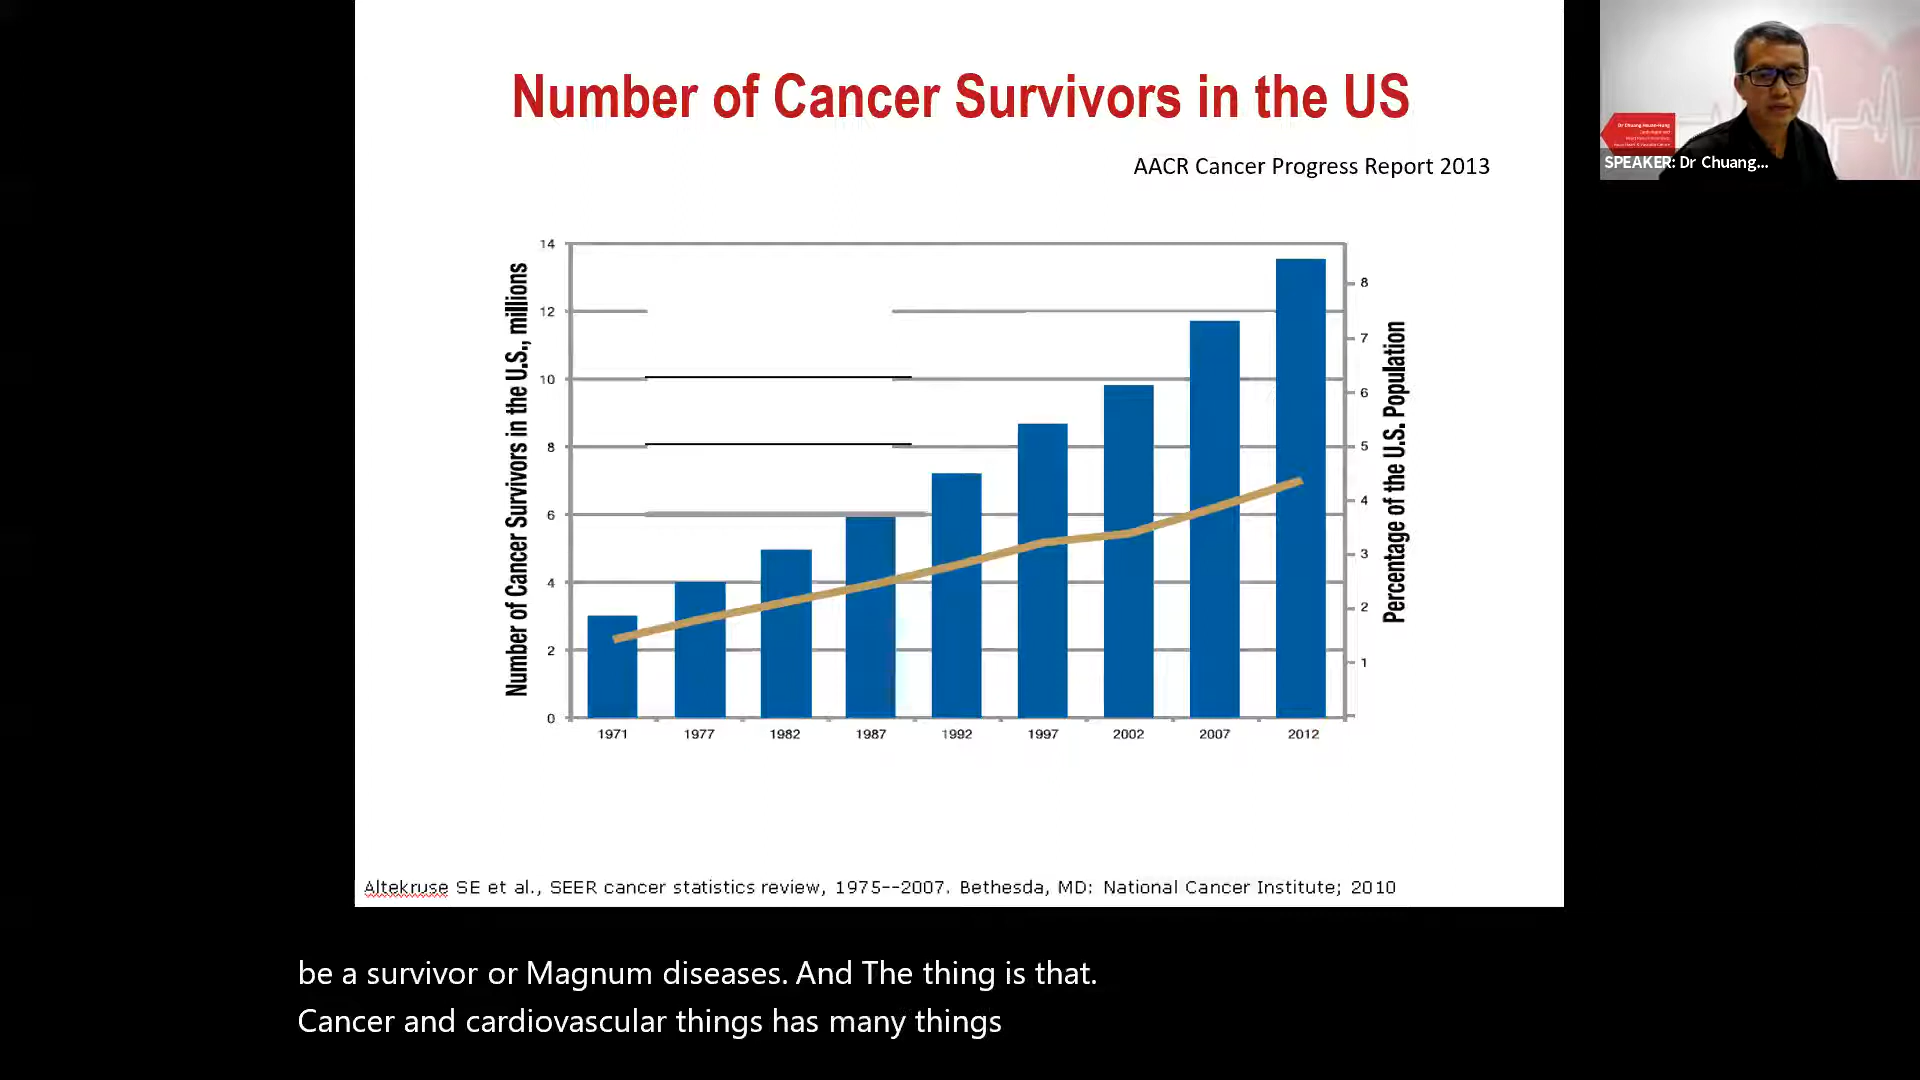 Number of Cancer Survivors in the US
AACR Cancer Progress Report 2013
Number of Cancer Survivors in the U.S., millions
14
12
10
8
6
4
2
0
1971 1977 1982 1987 1992 1997 2002 2007 2012
8
7
6
5
4
3
2
1
Percentage of the U.S. Population
Altekruse SE et al., SEER cancer statistics review, 1975--2007. Bethesda, MD: National Cancer Institute; 2010
SPEAKER: Dr Chuang...
be a survivor or Magnum diseases. And The thing is that.
Cancer and cardiovascular things has many things